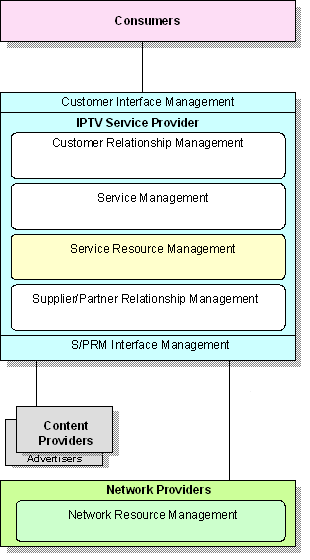 Consumers
Customer Interface Management
IPTV Service Provider
Customer Relationship Management
Service Management
Service Resource Management
Supplier/Partner Relationship Management
S/PRM Interface Management
Content
Providers
Advertisers
Network Providers
Network Resource Management